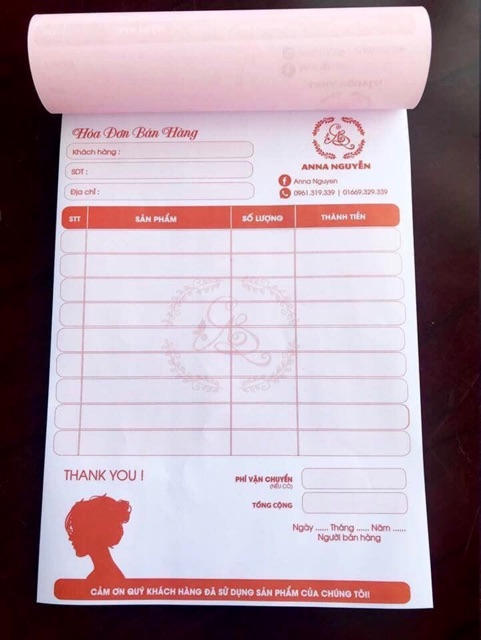 Hóa Đơn Bán Hàng
Khách hàng :
SDT :
Địa chỉ :
ANNA NGUYỄN
Anna Nguyen
0961.319.339 | 01669.329.339
STT SẢN PHẨM SỐ LƯỢNG THÀNH TIỀN
THANK YOU !
PHÍ VẬN CHUYỂN
(NẾU CÓ)
TỔNG CỘNG
Ngày ...... Tháng ...... Năm ......
Người bán hàng
CẢM ƠN QUÝ KHÁCH HÀNG ĐÃ SỬ DỤNG SẢN PHẨM CỦA CHÚNG TÔI!!